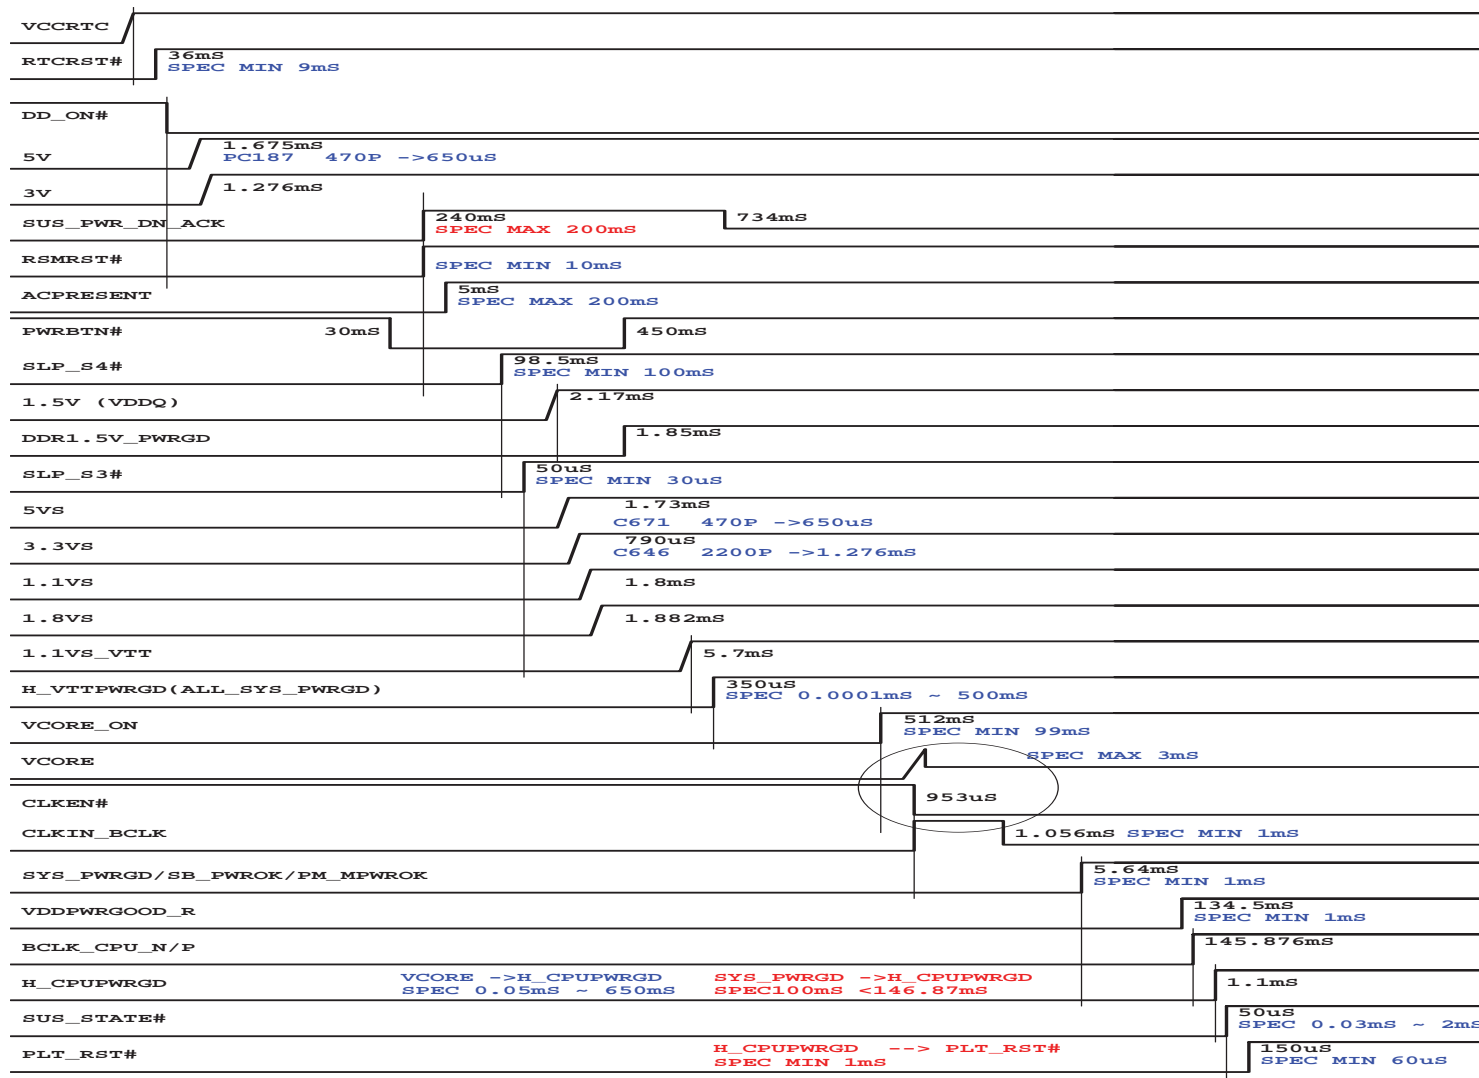 VCCRTC
36mS
RTCRST#
SPEC MIN 9mS
DD_ON#
1.675mS
5V
PC187 470P ->650uS
1.276mS
3V
SUS_PWR_DN_ACK
240mS
734mS
SPEC MAX 200mS
RSMRST#
SPEC MIN 10mS
ACPRESENT
5mS
SPEC MAX 200mS
PWRBTN#
30mS
450mS
SLP_S4#
98.5mS
SPEC MIN 100mS
1.5V (VDDQ)
2.17mS
DDR1.5V_PWRGD
1.85mS
SLP_S3#
50uS
SPEC MIN 30uS
5VS
1.73mS
C671 470P ->650uS
3.3VS
790uS
C646 2200P ->1.276mS
1.1VS
1.8mS
1.8VS
1.882mS
1.1VS_VTT
5.7mS
H_VTTPWRGD(ALL_SYS_PWRGD)
350uS
SPEC 0.0001mS ~ 500mS
VCORE_ON
512mS
SPEC MIN 99mS
VCORE
SPEC MAX 3mS
CLKEN#
953uS
CLKIN_BCLK
1.056mS SPEC MIN 1mS
SYS_PWRGD/SB_PWROK/PM_MPWROK
5.64mS
SPEC MIN 1mS
VDDPWRGOOD_R
134.5mS
SPEC MIN 1mS
BCLK_CPU_N/P
145.876mS
H_CPUPWRGD
VCORE ->H_CPUPWRGD
SPEC 0.05mS ~ 650mS
SYS_PWRGD ->H_CPUPWRGD
SPEC100mS <146.87mS
1.1mS
SUS_STATE#
50uS
SPEC 0.03mS ~ 2mS
PLT_RST#
H_CPUPWRGD --> PLT_RST#
SPEC MIN 1mS
150uS
SPEC MIN 60uS